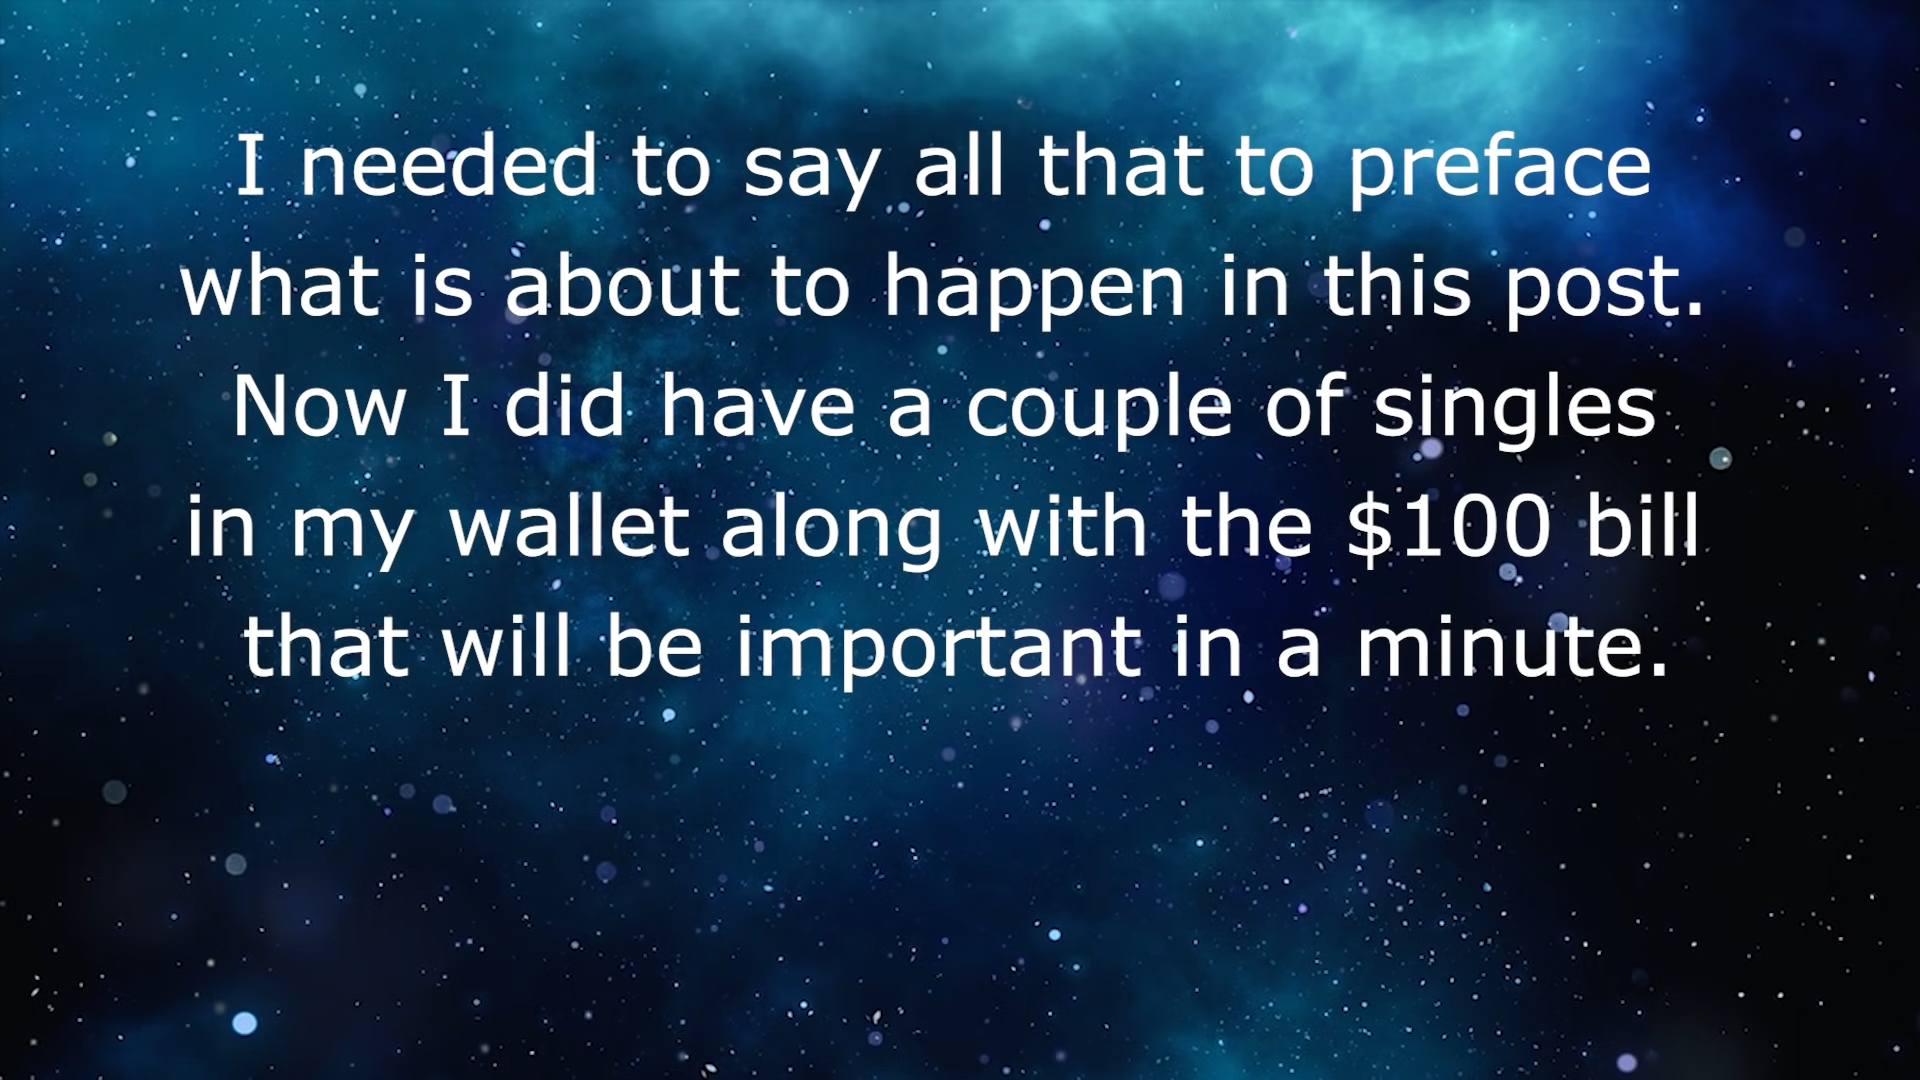 I needed to say all that to preface
what is about to happen in this post.
Now I did have a couple of singles
in my wallet along with the $100 bill
that will be important in a minute.